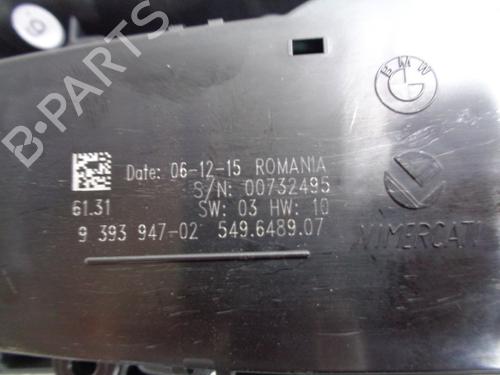 B-PARTS
BMW
Date: 06-12-15 ROMANIA
S/N: 00732495
61.31 SW: 03 HW: 10
9 393 947-02 549.6489.07